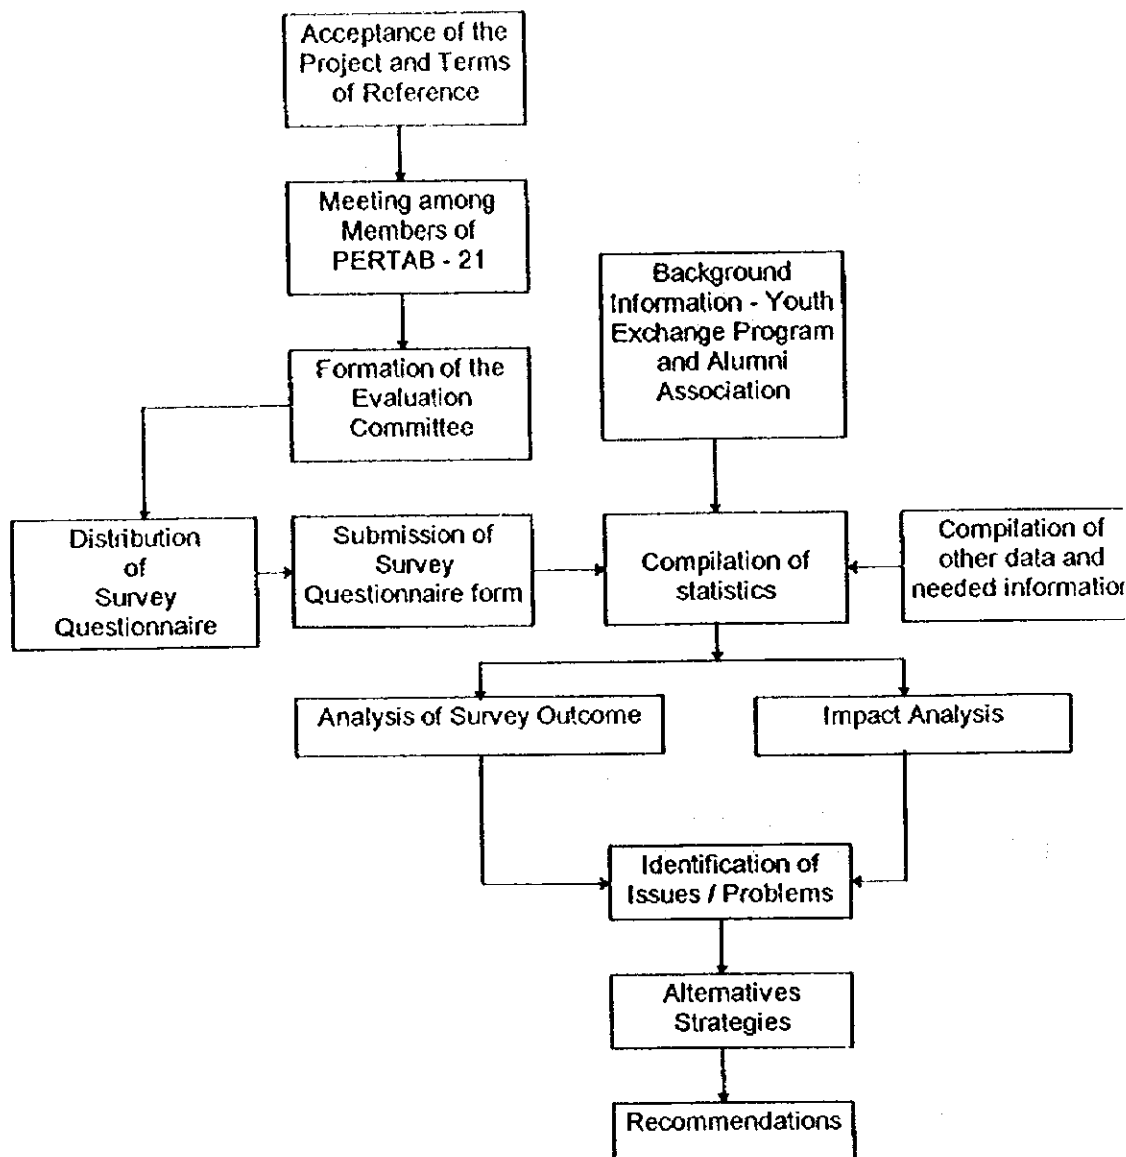 Acceptance of the
Project and Terms
of Reference
Meeting among
Members of
PERTAB - 21
Background
Information - Youth
Exchange Program
and Alumni
Association
Formation of the
Evaluation
Committee
Distribution
of
Survey
Questionnaire
Submission of
Survey
Questionnaire form
Compilation of
statistics
Compilation of
other data and
needed information
Analysis of Survey Outcome
Impact Analysis
Identification of
Issues / Problems
Alternatives
Strategies
Recommendations